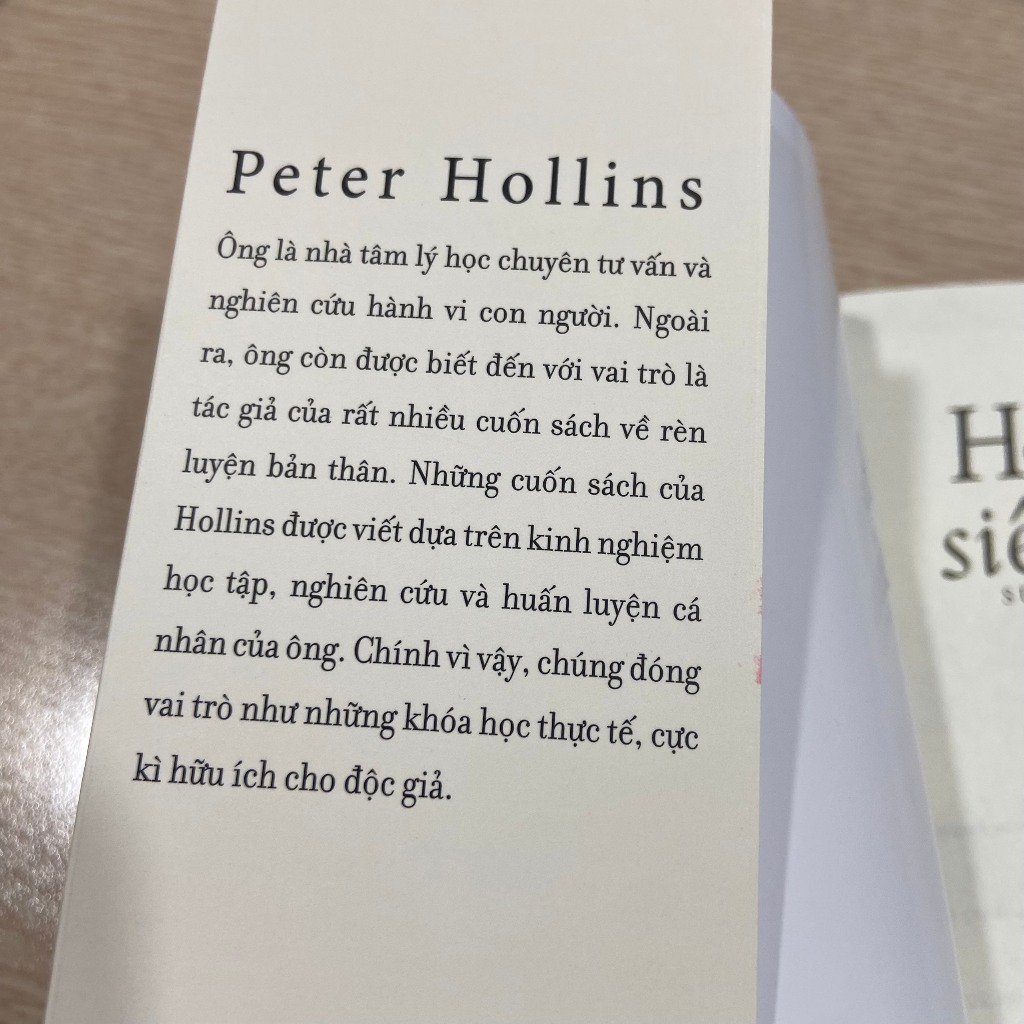 Peter Hollins
Ông là nhà tâm lý học chuyên tư vấn và
nghiên cứu hành vi con người. Ngoài
ra, ông còn được biết đến với vai trò là
tác giả của rất nhiều cuốn sách về rèn
luyện bản thân. Những cuốn sách của
Hollins được viết dựa trên kinh nghiệm
học tập, nghiên cứu và huấn luyện cá
nhân của ông. Chính vì vậy, chúng đóng
vai trò như những khóa học thực tế, cực
kì hữu ích cho độc giả.